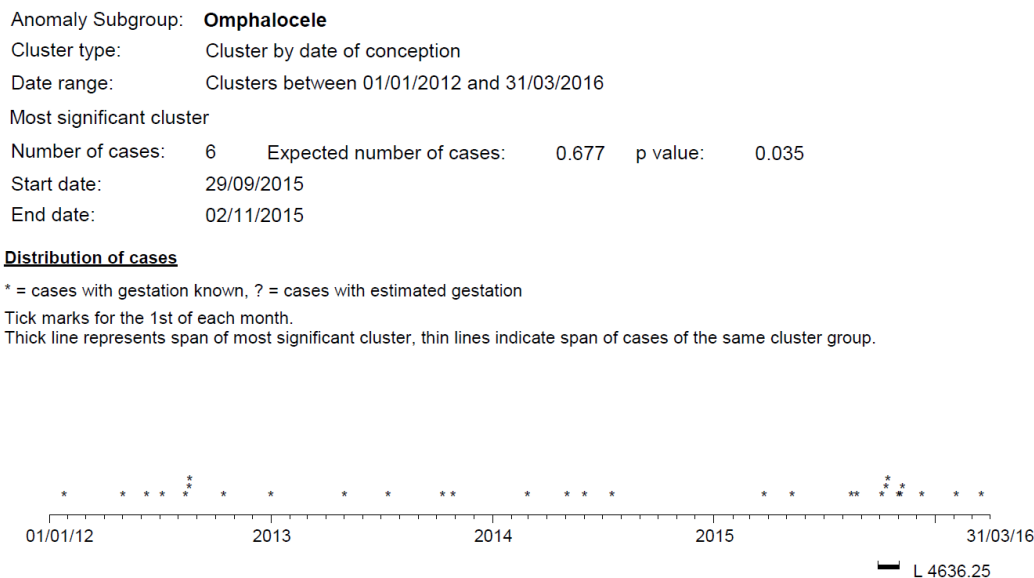 Anomaly Subgroup: Omphalocele
Cluster type: Cluster by date of conception
Date range: Clusters between 01/01/2012 and 31/03/2016
Most significant cluster
Number of cases: 6 Expected number of cases: 0.677 p value: 0.035
Start date: 29/09/2015
End date: 02/11/2015
Distribution of cases
* = cases with gestation known, ? = cases with estimated gestation
Tick marks for the 1st of each month.
Thick line represents span of most significant cluster, thin lines indicate span of cases of the same cluster group.
01/01/12 2013 2014 2015 31/03/16
L 4636.25